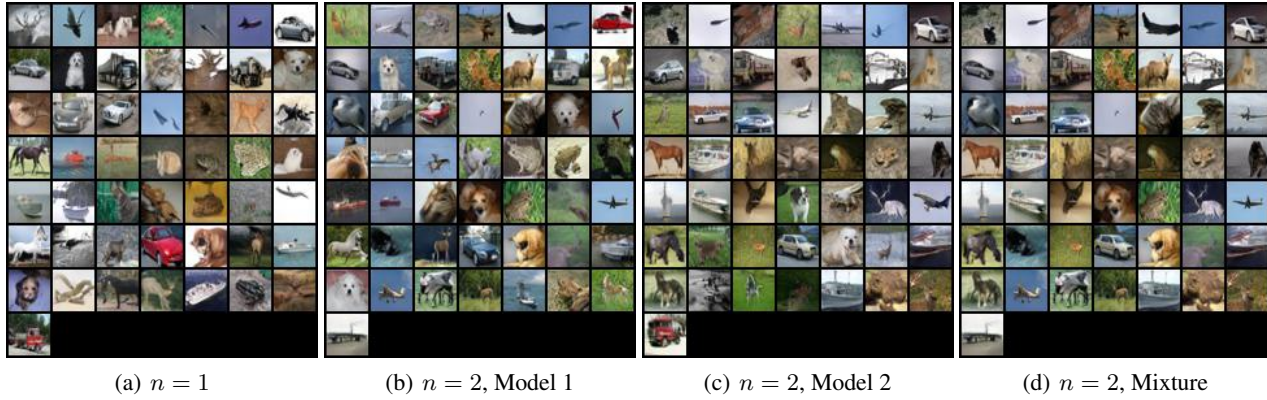 (a) n = 1
(b) n = 2, Model 1
(c) n = 2, Model 2
(d) n = 2, Mixture